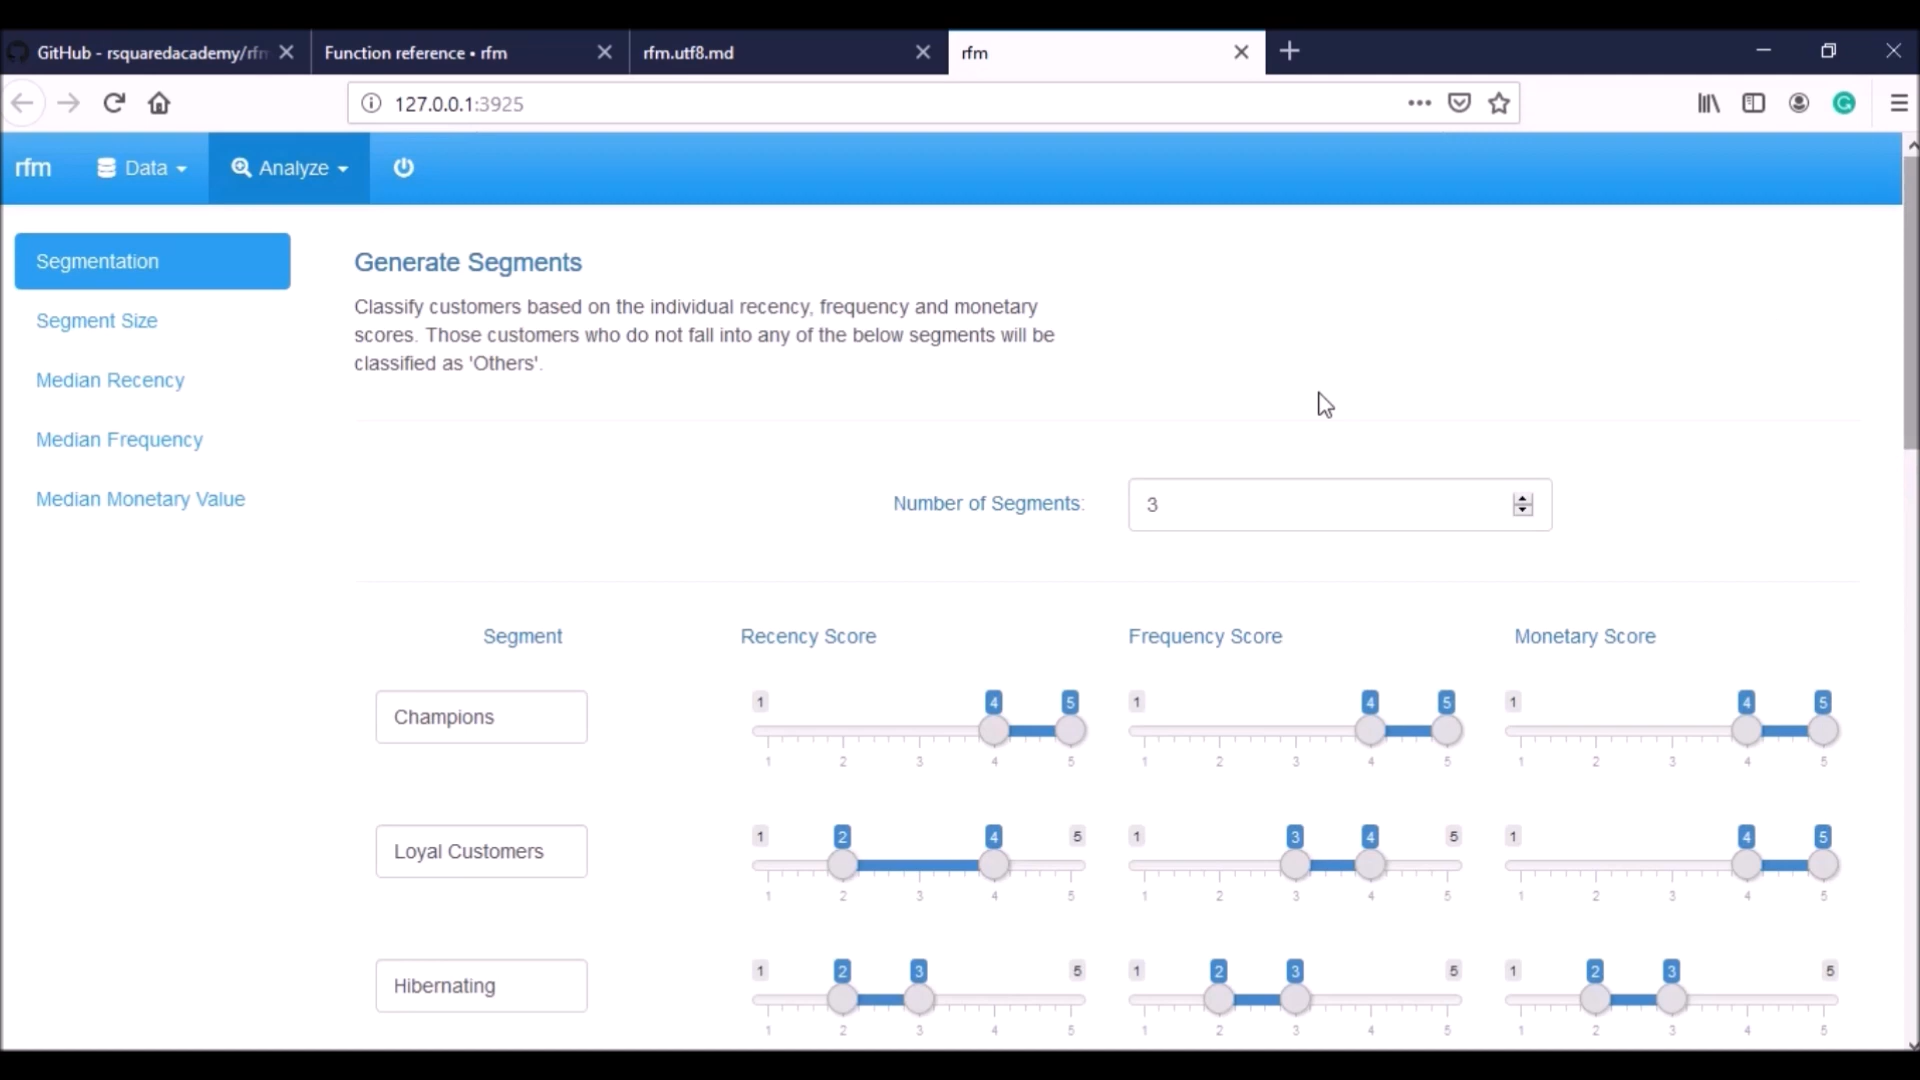 GitHub - rsquaredacademy/rfm
Function reference • rfm
rfm.utf8.md
rfm
127.0.0.1:3925
rfm
Data
Analyze
Segmentation
Segment Size
Median Recency
Median Frequency
Median Monetary Value
Generate Segments
Classify customers based on the individual recency, frequency and monetary
scores. Those customers who do not fall into any of the below segments will be
classified as 'Others'.
Number of Segments: 3
Segment Recency Score Frequency Score Monetary Score
1 4 5 1 4 5 1 4 5
Champions
1 2 3 4 5 1 2 3 4 5 1 2 3 4 5
1 2 4 5 1 3 4 5 1 4 5
Loyal Customers
1 2 3 4 5 1 2 3 4 5 1 2 3 4 5
1 2 3 5 1 2 3 5 1 2 3 5
Hibernating
1 2 3 4 5 1 2 3 4 5 1 2 3 4 5